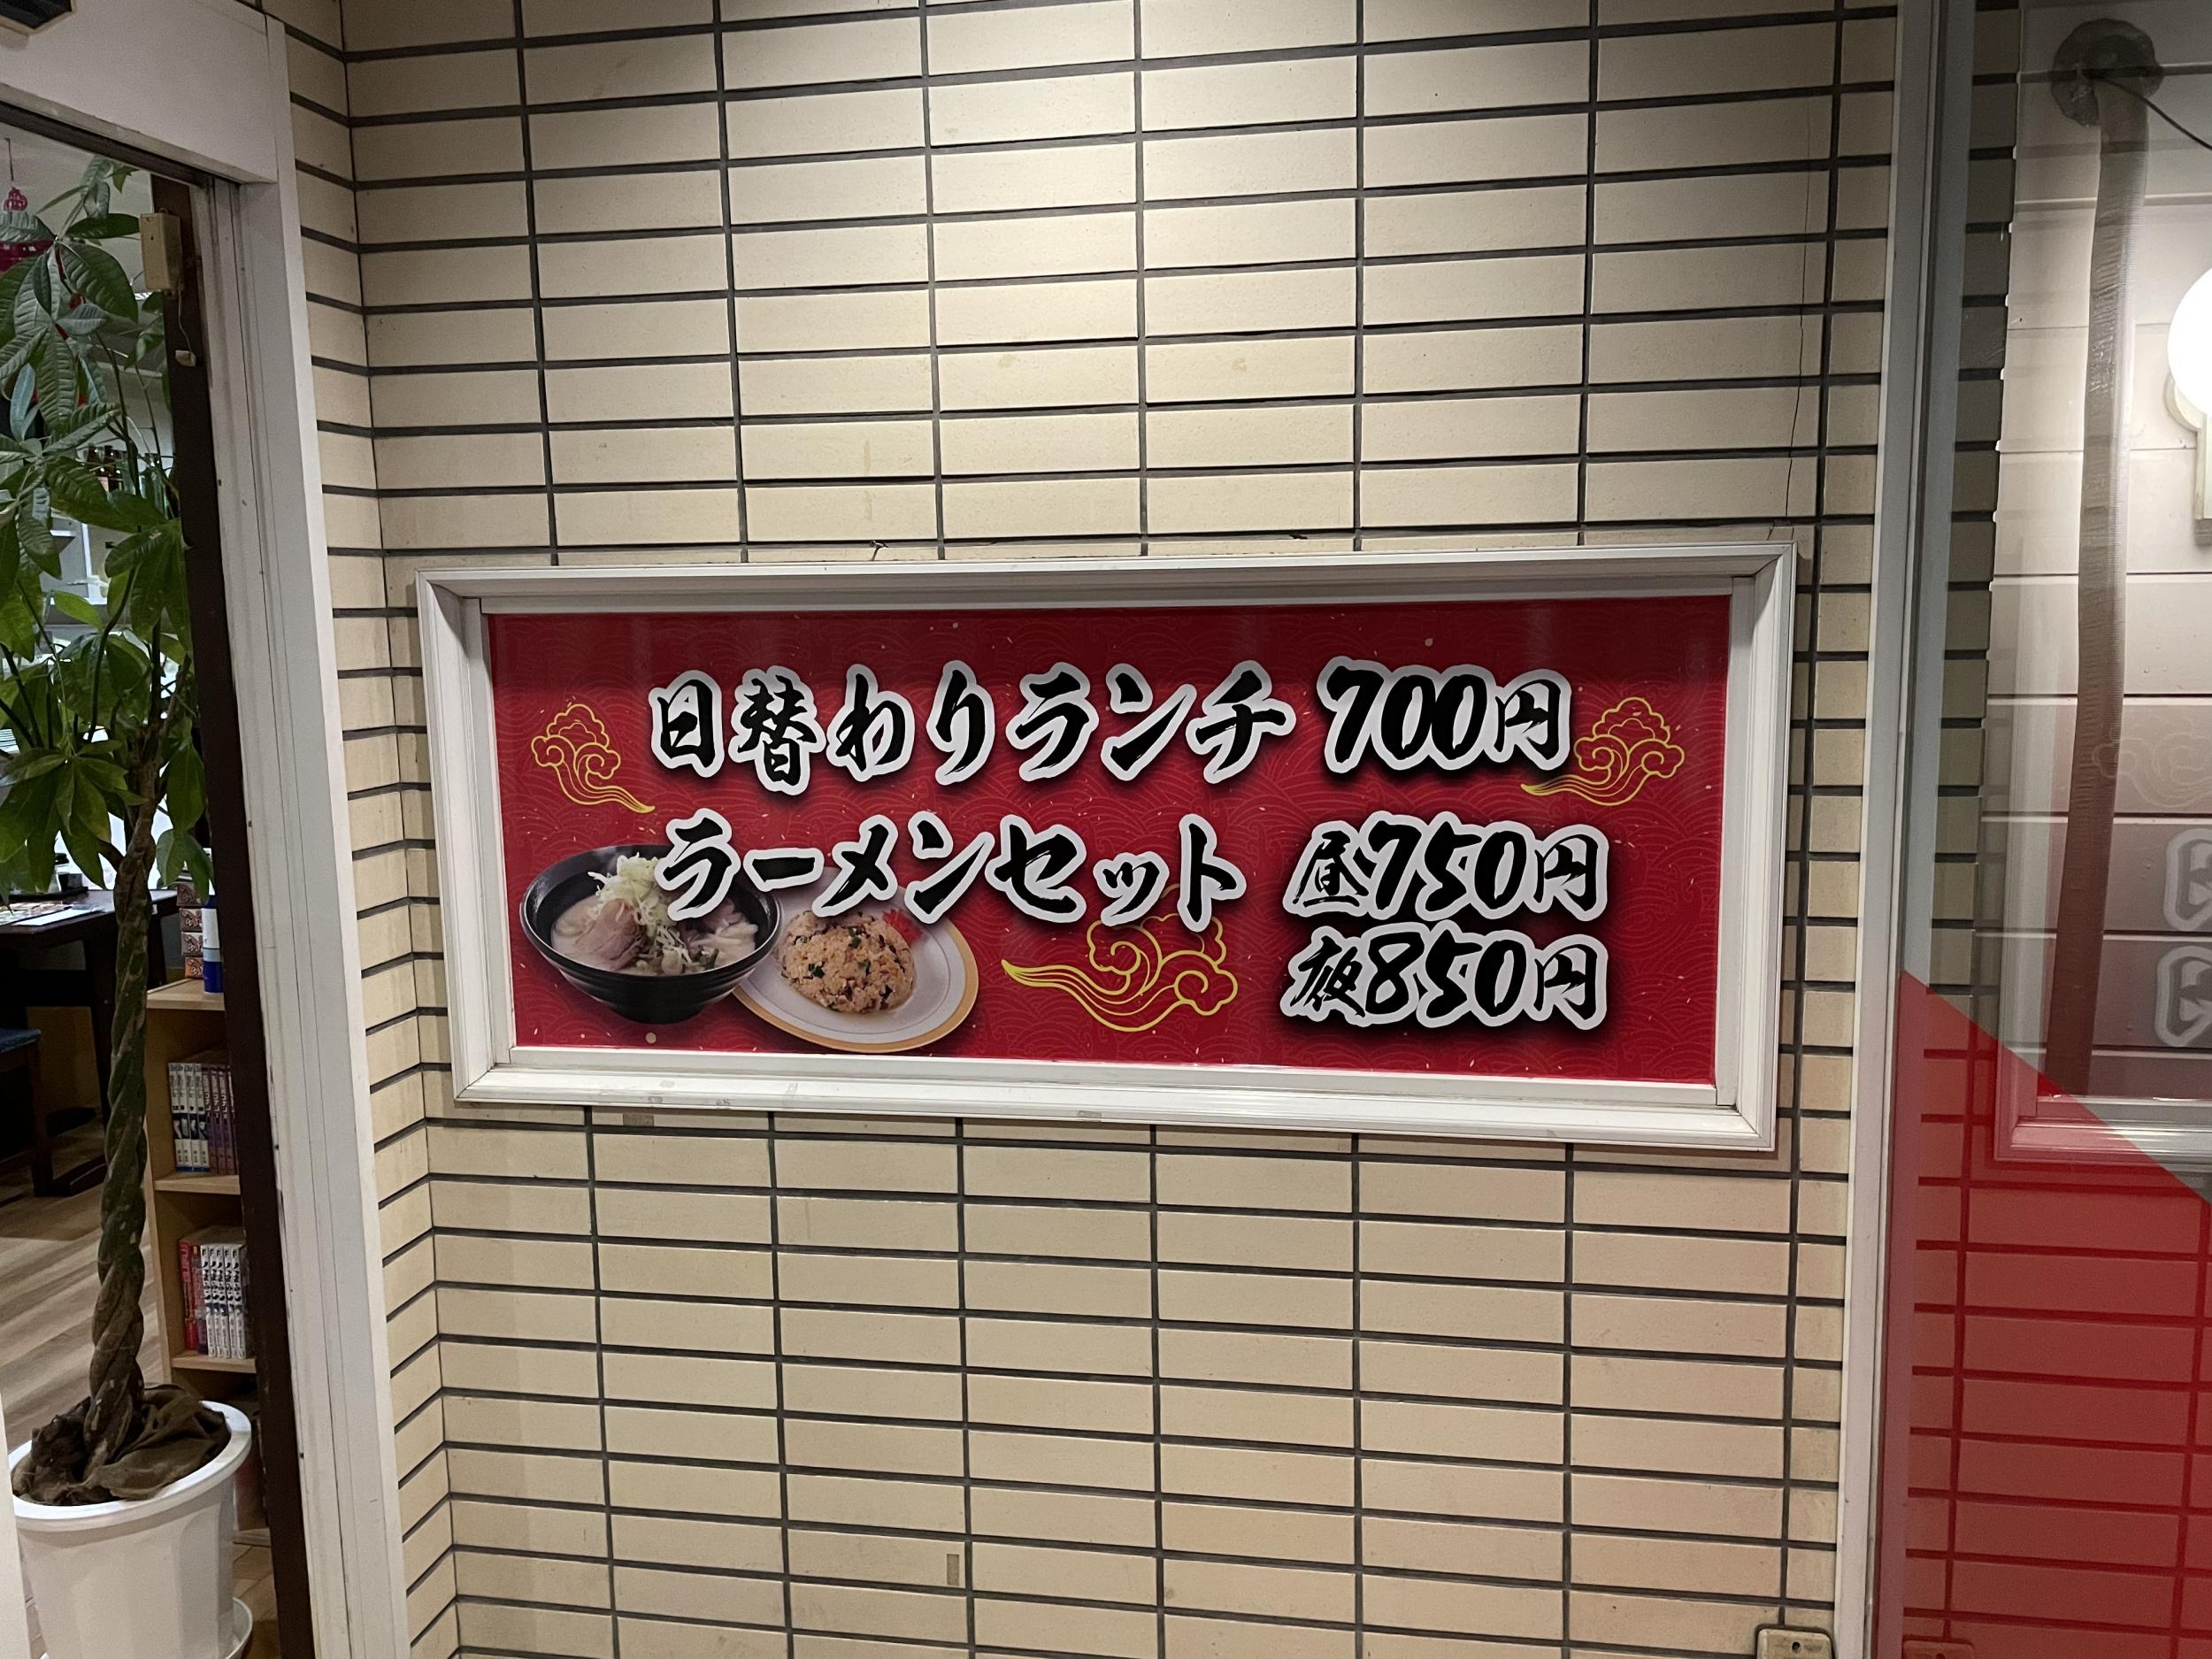 日替わりランチ 700円
ラーメンセット 昼750円
夜850円